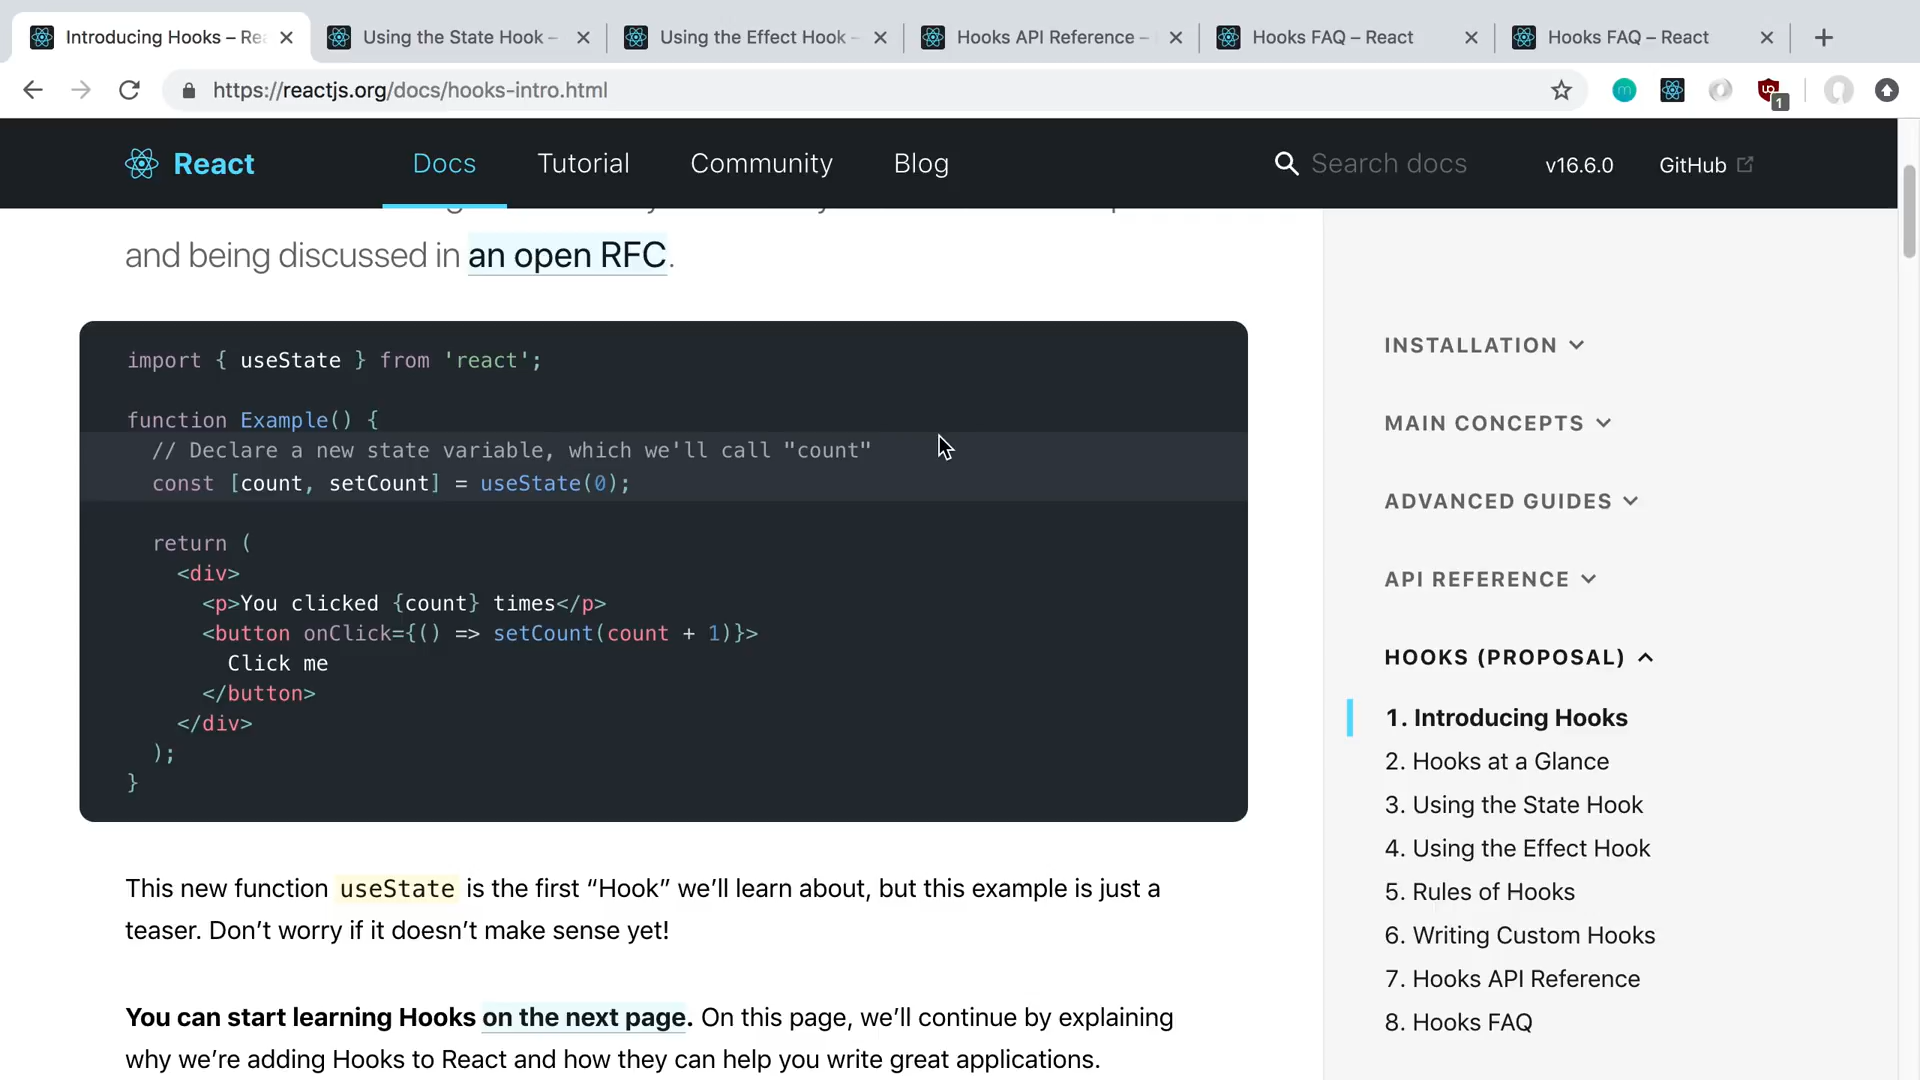 Introducing Hooks – Rea
Using the State Hook –
Using the Effect Hook –
Hooks API Reference –
Hooks FAQ – React
Hooks FAQ – React
https://reactjs.org/docs/hooks-intro.html
1
React
Docs
Tutorial
Community
Blog
Search docs
v16.6.0
GitHub
and being discussed in an open RFC.
import { useState } from 'react';
function Example() {
// Declare a new state variable, which we'll call "count"
const [count, setCount] = useState(0);
return (
<div>
<p>You clicked {count} times</p>
<button onClick={() => setCount(count + 1)}>
Click me
</button>
</div>
);
}
This new function useState is the first “Hook” we’ll learn about, but this example is just a
teaser. Don’t worry if it doesn’t make sense yet!
You can start learning Hooks on the next page. On this page, we’ll continue by explaining
why we’re adding Hooks to React and how they can help you write great applications.
INSTALLATION
MAIN CONCEPTS
ADVANCED GUIDES
API REFERENCE
HOOKS (PROPOSAL)
1. Introducing Hooks
2. Hooks at a Glance
3. Using the State Hook
4. Using the Effect Hook
5. Rules of Hooks
6. Writing Custom Hooks
7. Hooks API Reference
8. Hooks FAQ